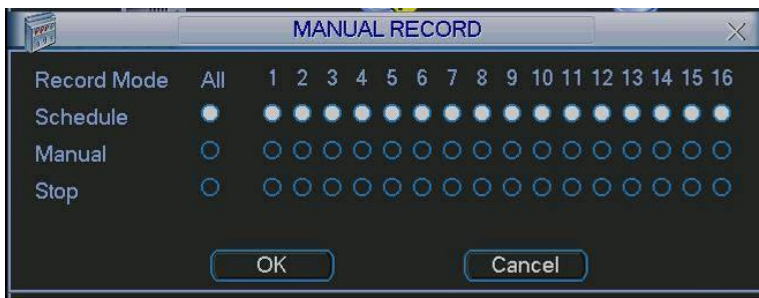 MANUAL RECORD
Record Mode All 1 2 3 4 5 6 7 8 9 10 11 12 13 14 15 16
Schedule
Manual
Stop
OK Cancel